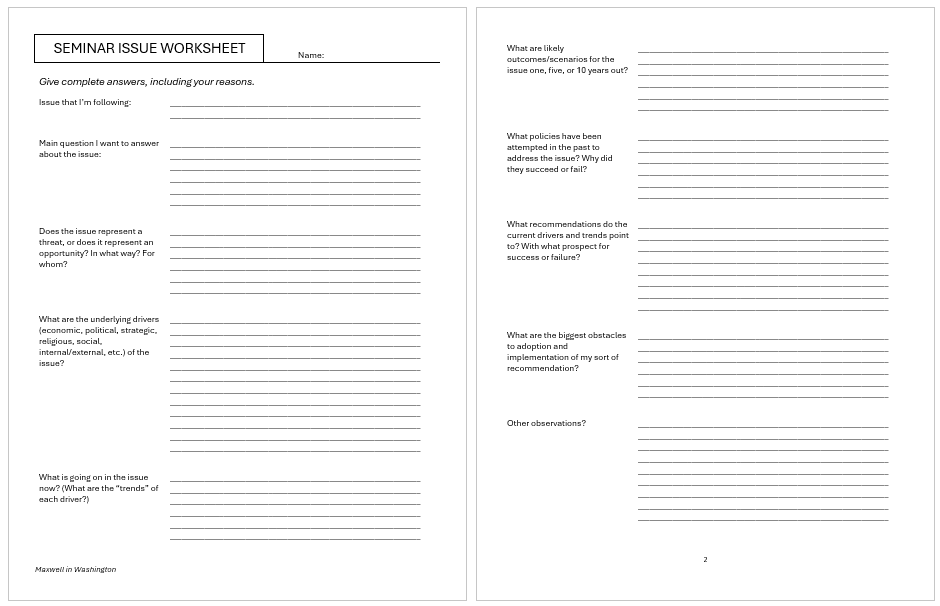 SEMINAR ISSUE WORKSHEET
Name:
Give complete answers, including your reasons.
Issue that I'm following:
Main question I want to answer
about the issue:
Does the issue represent a
threat, or does it represent an
opportunity? In what way? For
whom?
What are the underlying drivers
(economic, political, strategic,
religious, social,
internal/external, etc.) of the
issue?
What is going on in the issue
now? (What are the “trends” of
each driver?)
Maxwell in Washington
What are likely
outcomes/scenarios for the
issue one, five, or 10 years out?
What policies have been
attempted in the past to
address the issue? Why did
they succeed or fail?
What recommendations do the
current drivers and trends point
to? With what prospect for
success or failure?
What are the biggest obstacles
to adoption and
implementation of my sort of
recommendation?
Other observations?
2